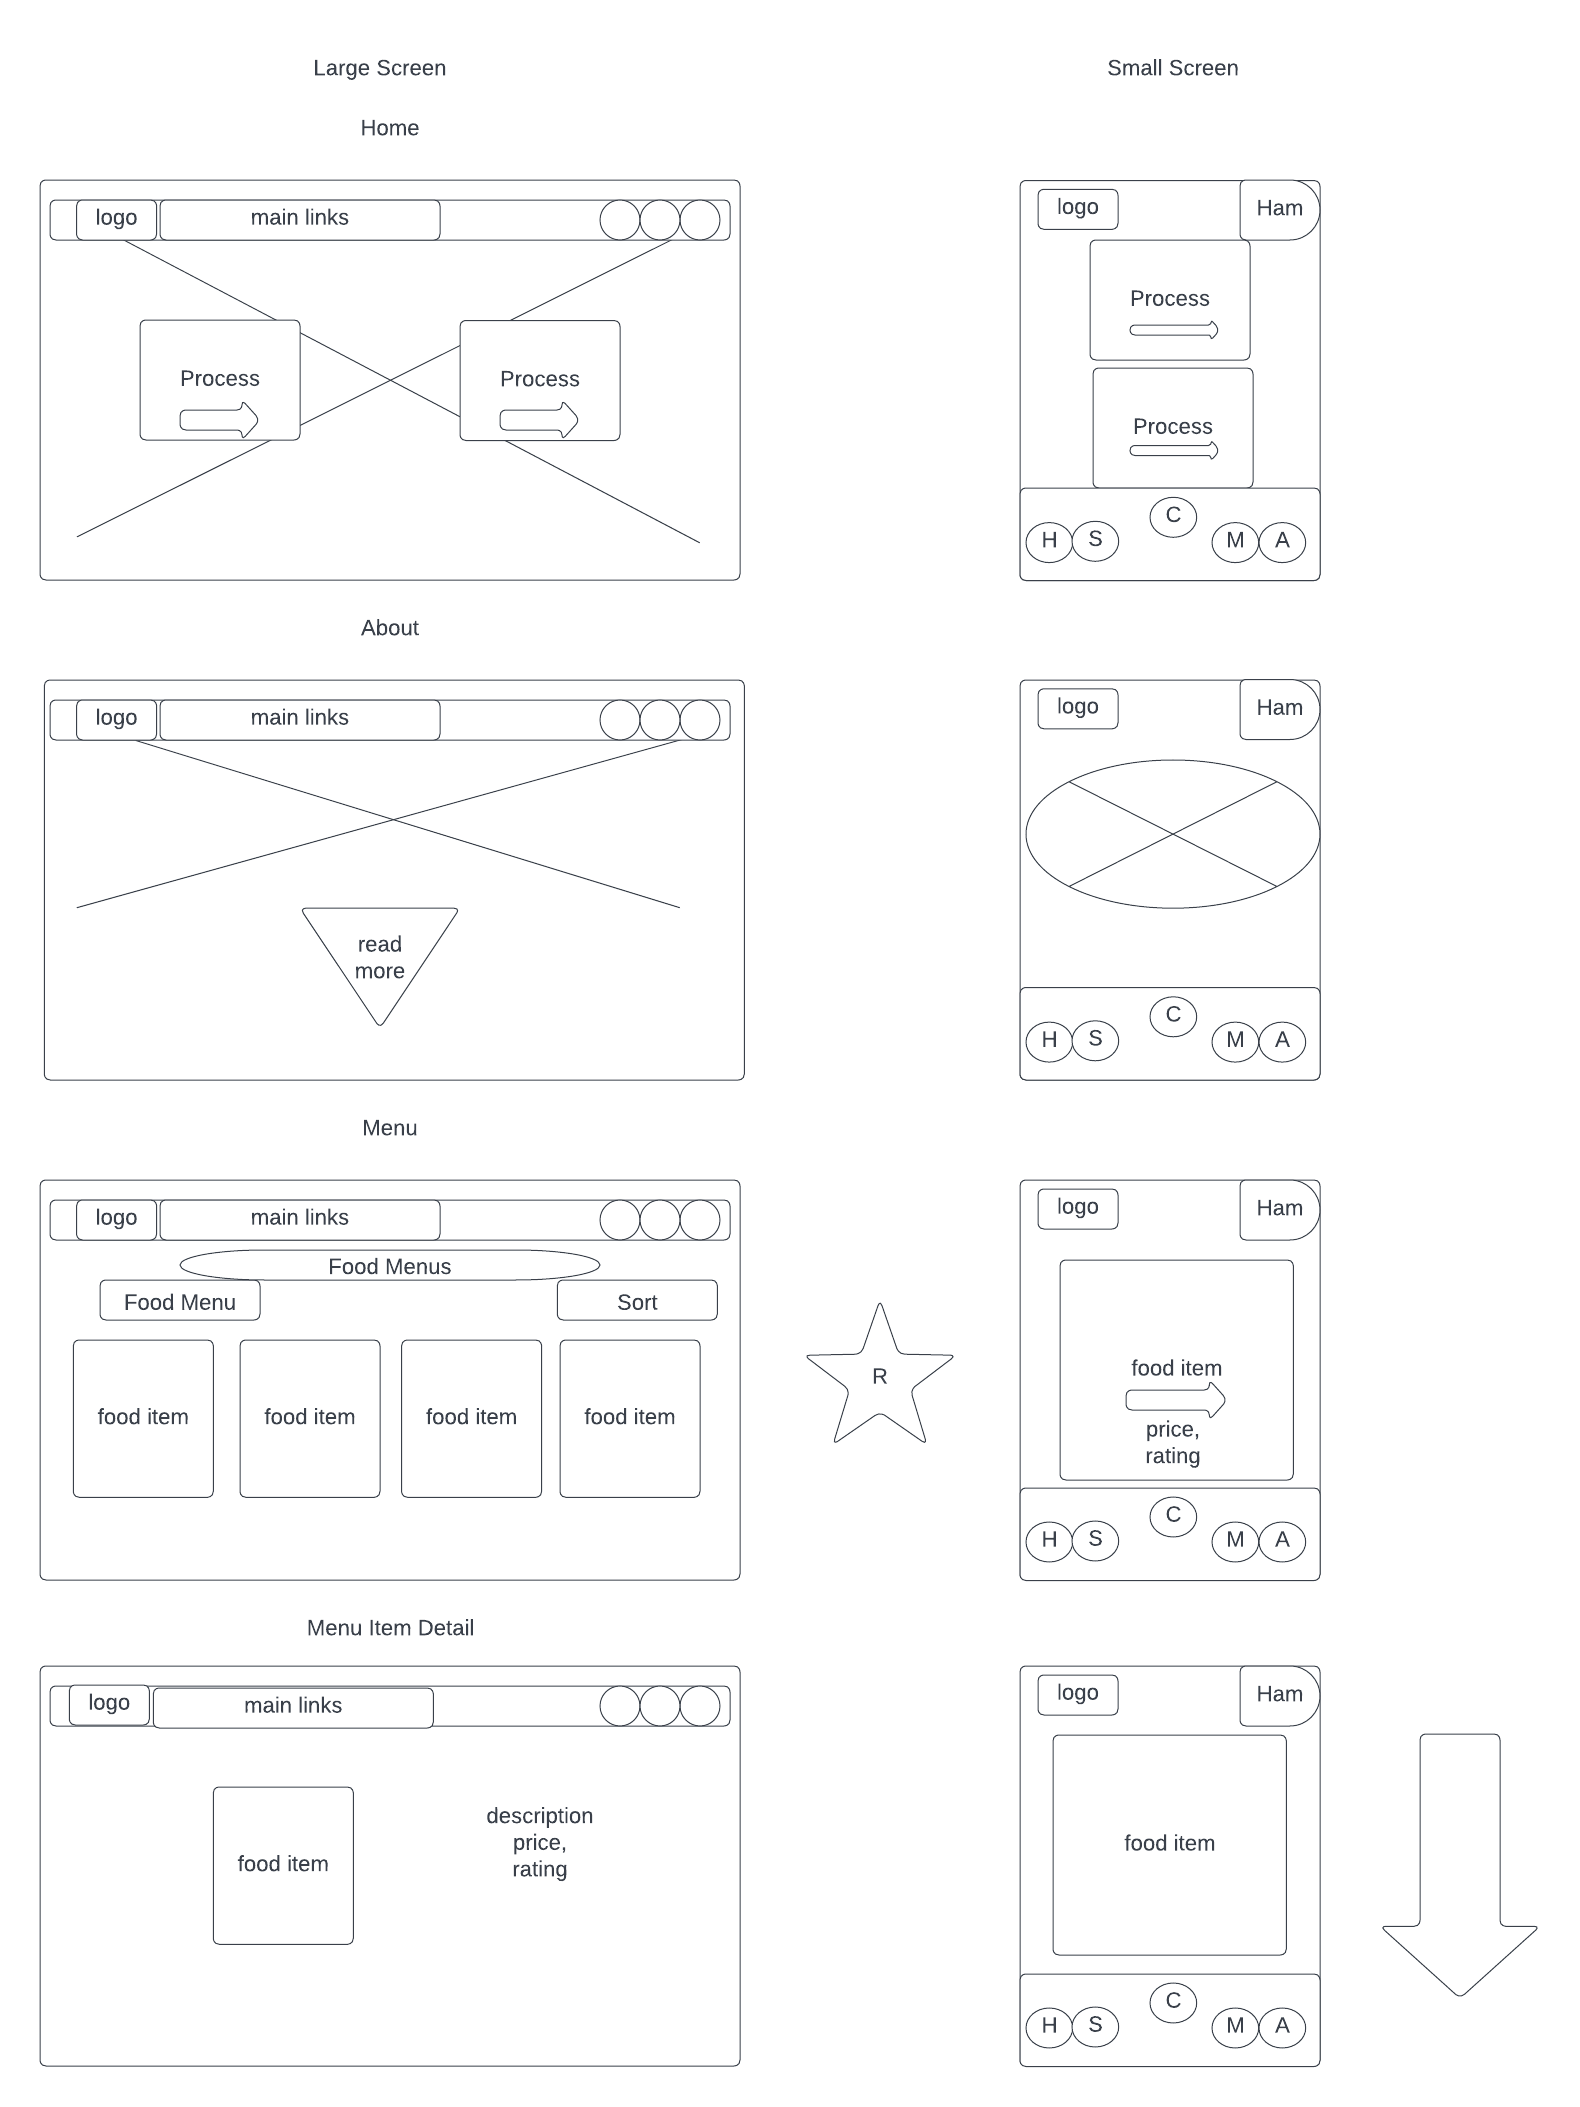 Large Screen
Small Screen
Home
logo
main links
Process
Process
logo
Ham
Process
Process
H
S
C
M
A
About
logo
main links
read
more
logo
Ham
H
S
C
M
A
Menu
logo
main links
Food Menus
Food Menu
Sort
food item
food item
food item
food item
R
logo
Ham
food item
price,
rating
H
S
C
M
A
Menu Item Detail
logo
main links
food item
description
price,
rating
logo
Ham
food item
H
S
C
M
A